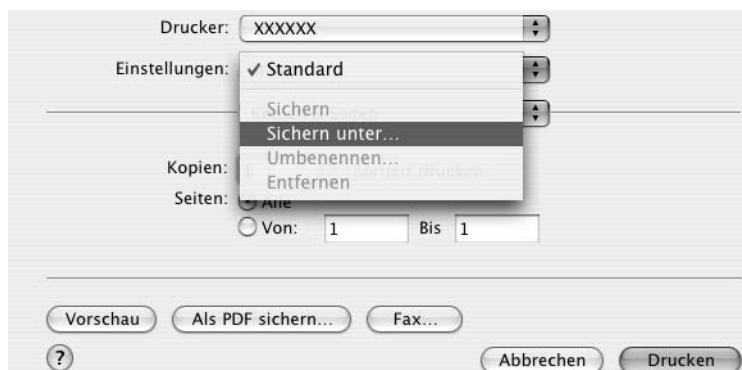 Drucker: XXXXXX
Einstellungen: ✓ Standard
Sichern
Sichern unter...
Umbenennen...
Entfernen
Kopien:
Seiten: Alle
Von: 1 Bis 1
Vorschau Als PDF sichern... Fax...
? Abbrechen Drucken